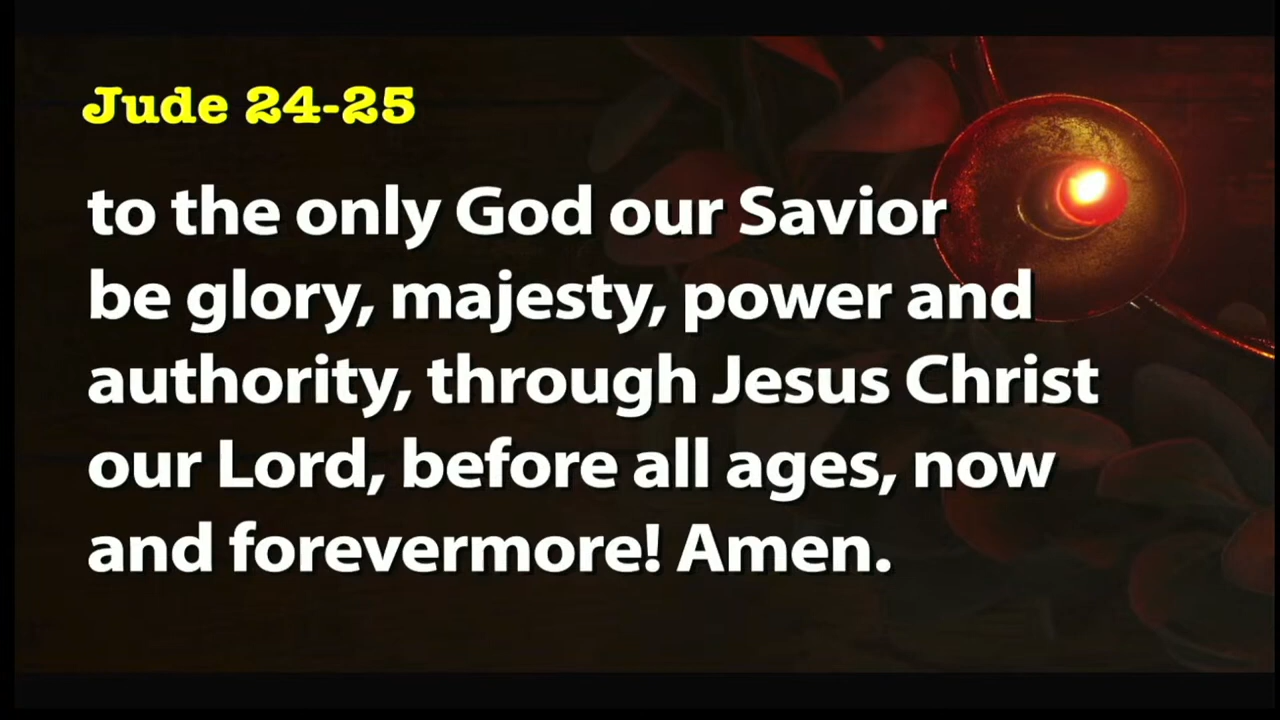 Jude 24-25
to the only God our Savior
be glory, majesty, power and
authority, through Jesus Christ
our Lord, before all ages, now
and forevermore! Amen.